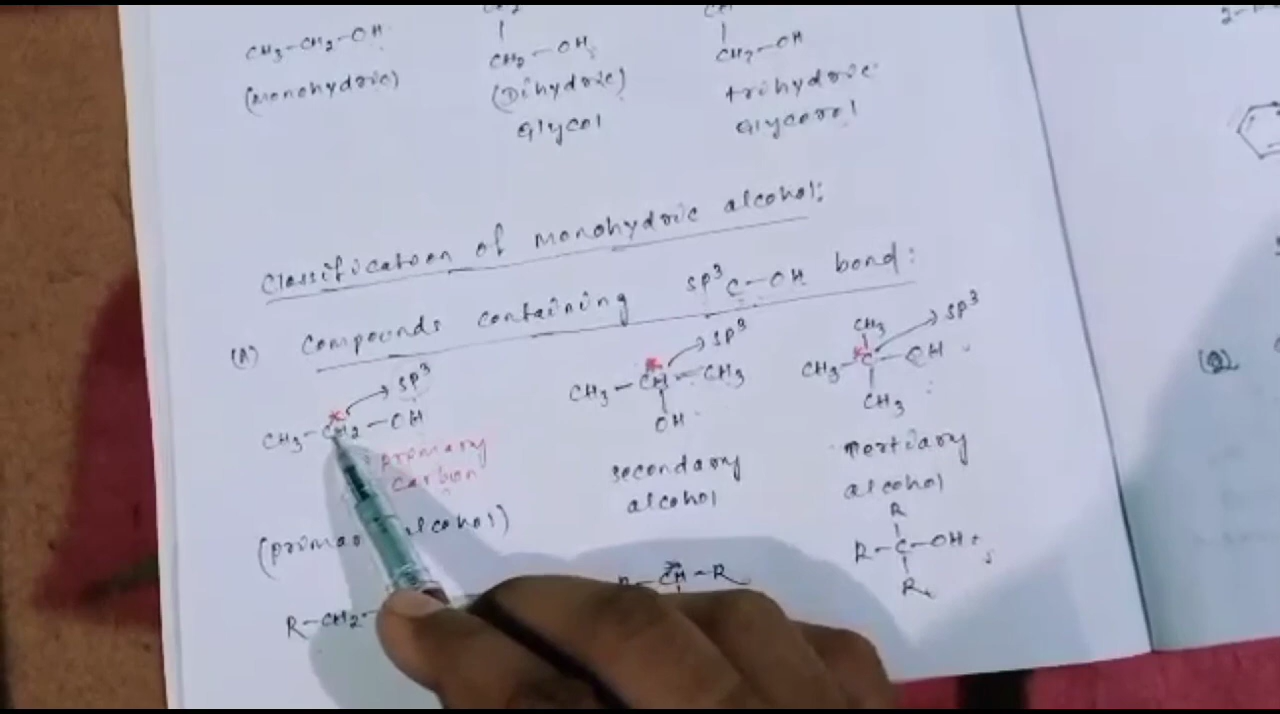 CH3-CH2-OH
(Monohydric)
CH2-OH
(Dihydric)
Glycol
CH2-OH
trihydric
Glycerol
Classification of monohydric alcohol:
(A) Compounds containing SP³ C-OH bond:
SP³
CH3-CH2-OH
primary
carbon
(primary alcohol)
R-CH2-
SP³
CH3-CH-CH3
OH
secondary
alcohol
R-CH-R
SP³
CH3
CH3-C-OH
CH3
Tertiary
alcohol
R
R-C-OH
R